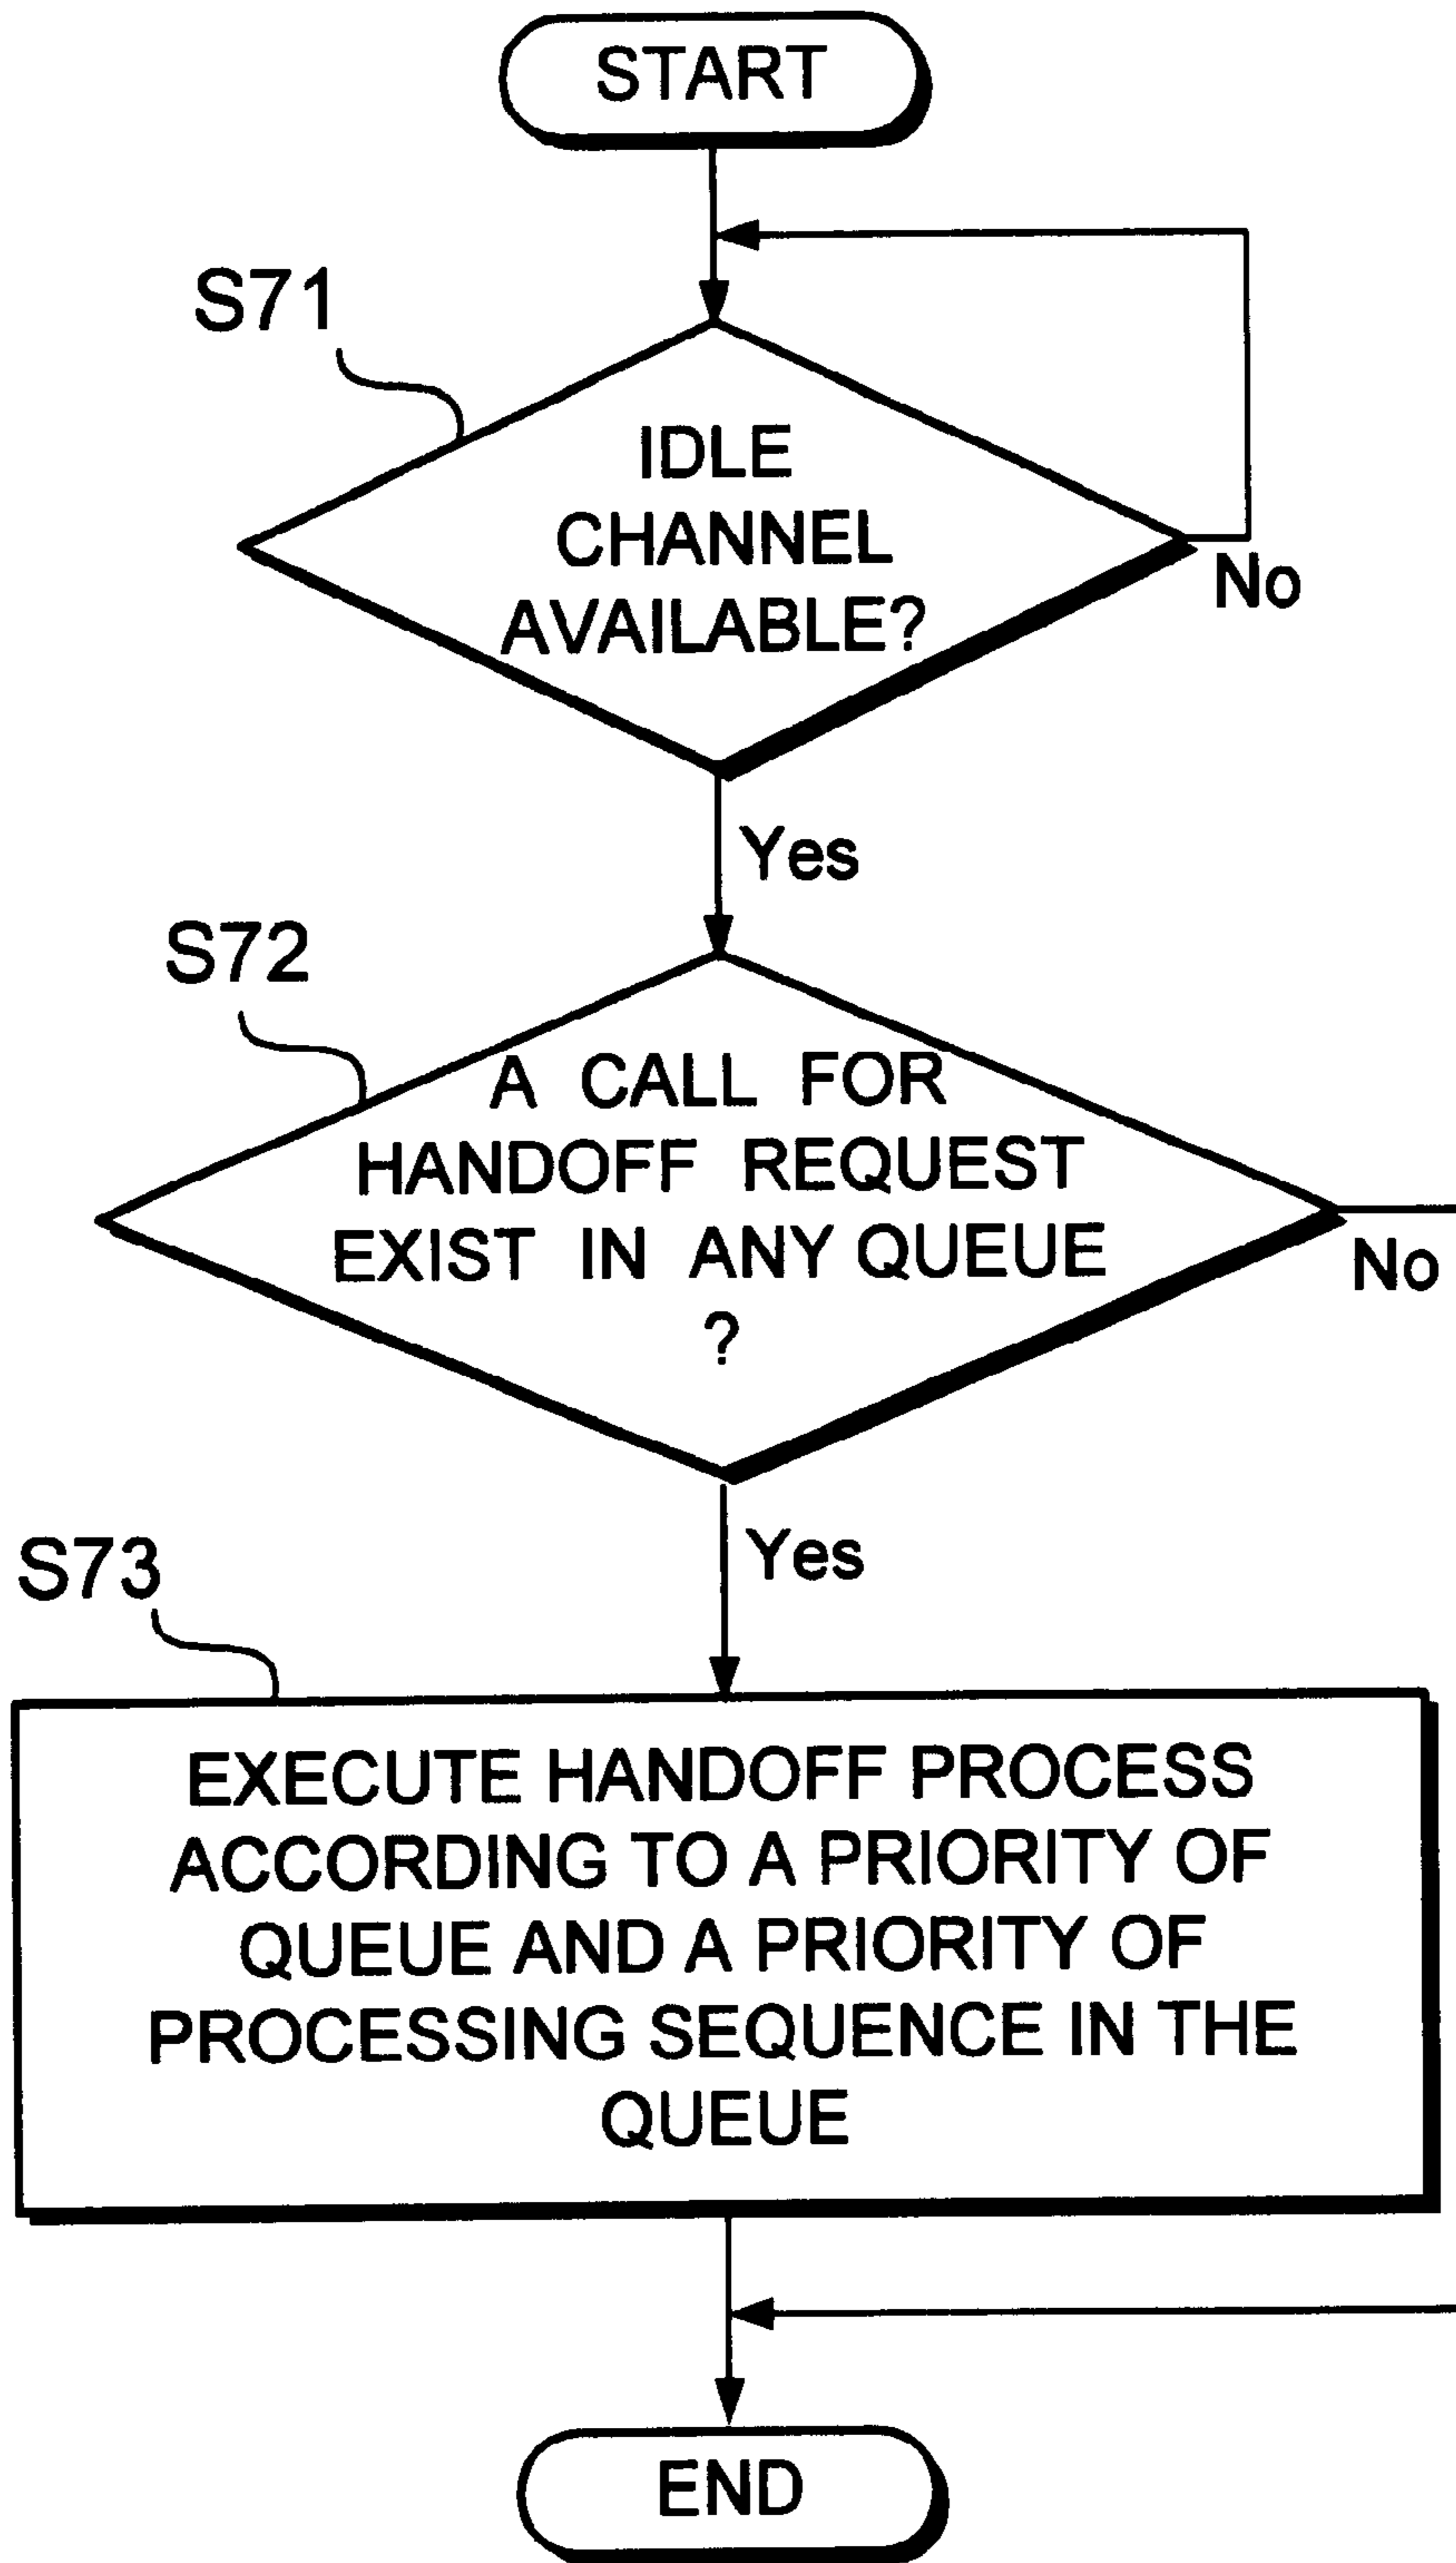 START
S71
IDLE
CHANNEL
AVAILABLE?
No
Yes
S72
A CALL FOR
HANDOFF REQUEST
EXIST IN ANY QUEUE
?
No
Yes
S73
EXECUTE HANDOFF PROCESS
ACCORDING TO A PRIORITY OF
QUEUE AND A PRIORITY OF
PROCESSING SEQUENCE IN THE
QUEUE
END